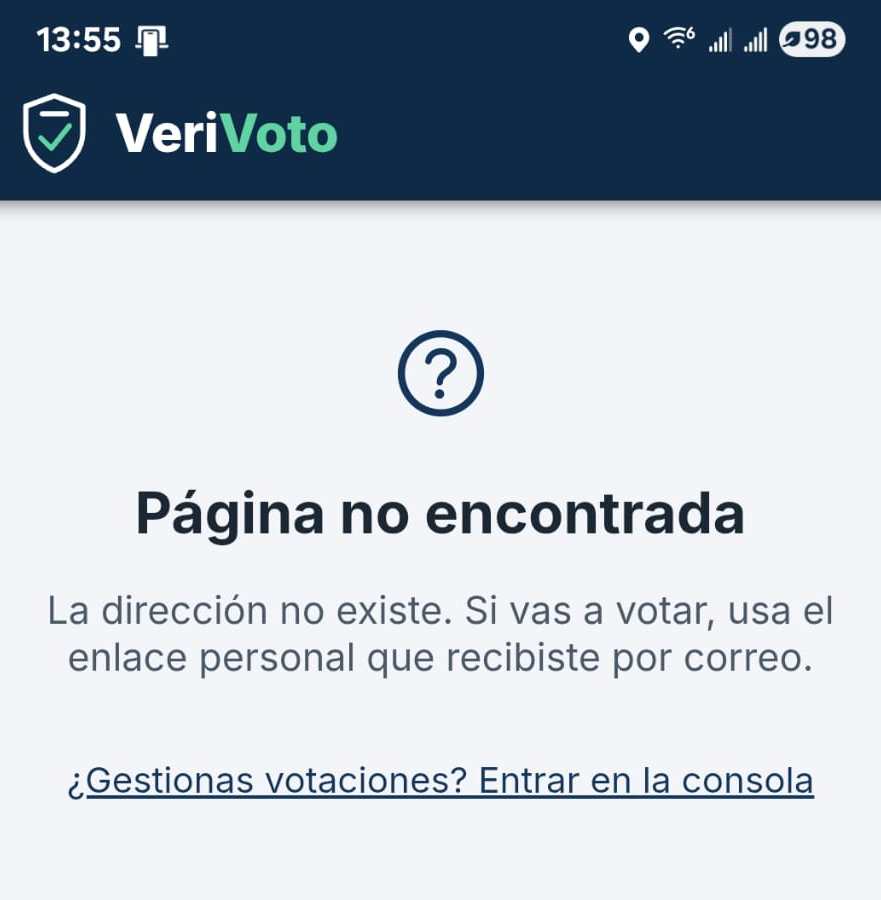 13:55
6
98
VeriVoto
Página no encontrada
La dirección no existe. Si vas a votar, usa el
enlace personal que recibiste por correo.
¿Gestionas votaciones? Entrar en la consola